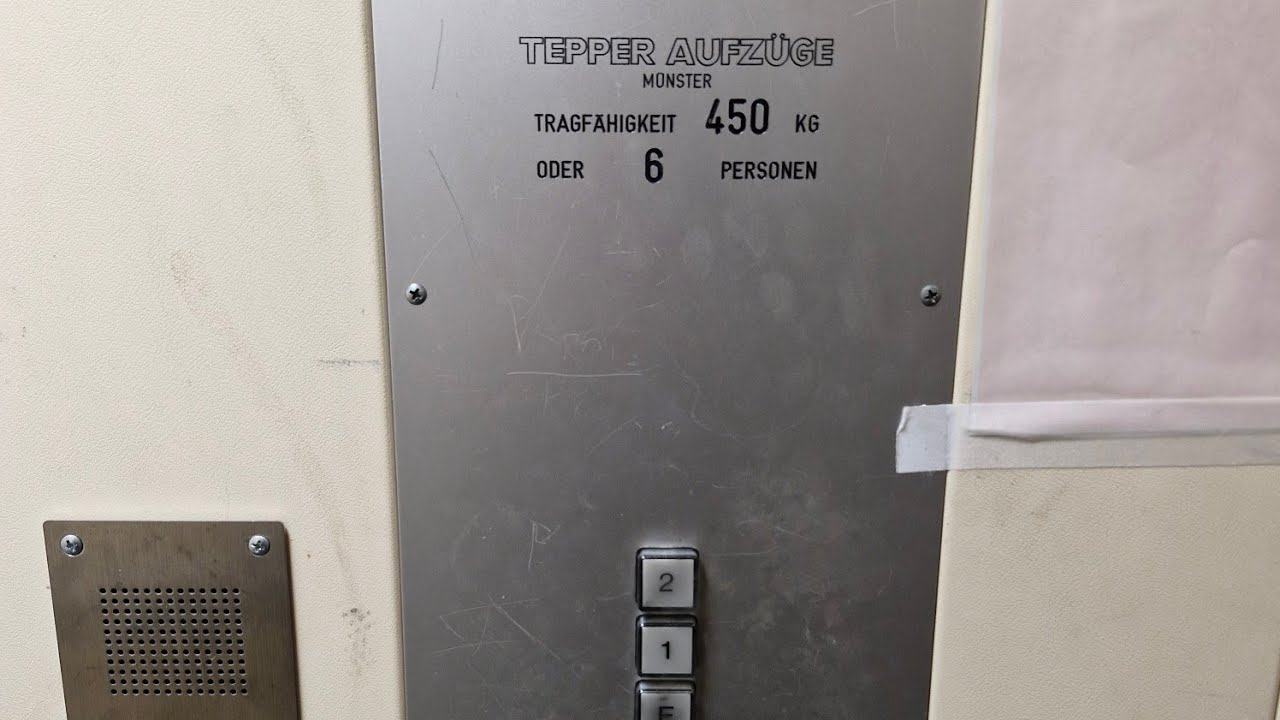 TEPPER AUFZÜGE
MÜNSTER
TRAGFÄHIGKEIT 450 KG
ODER 6 PERSONEN
2
1
E